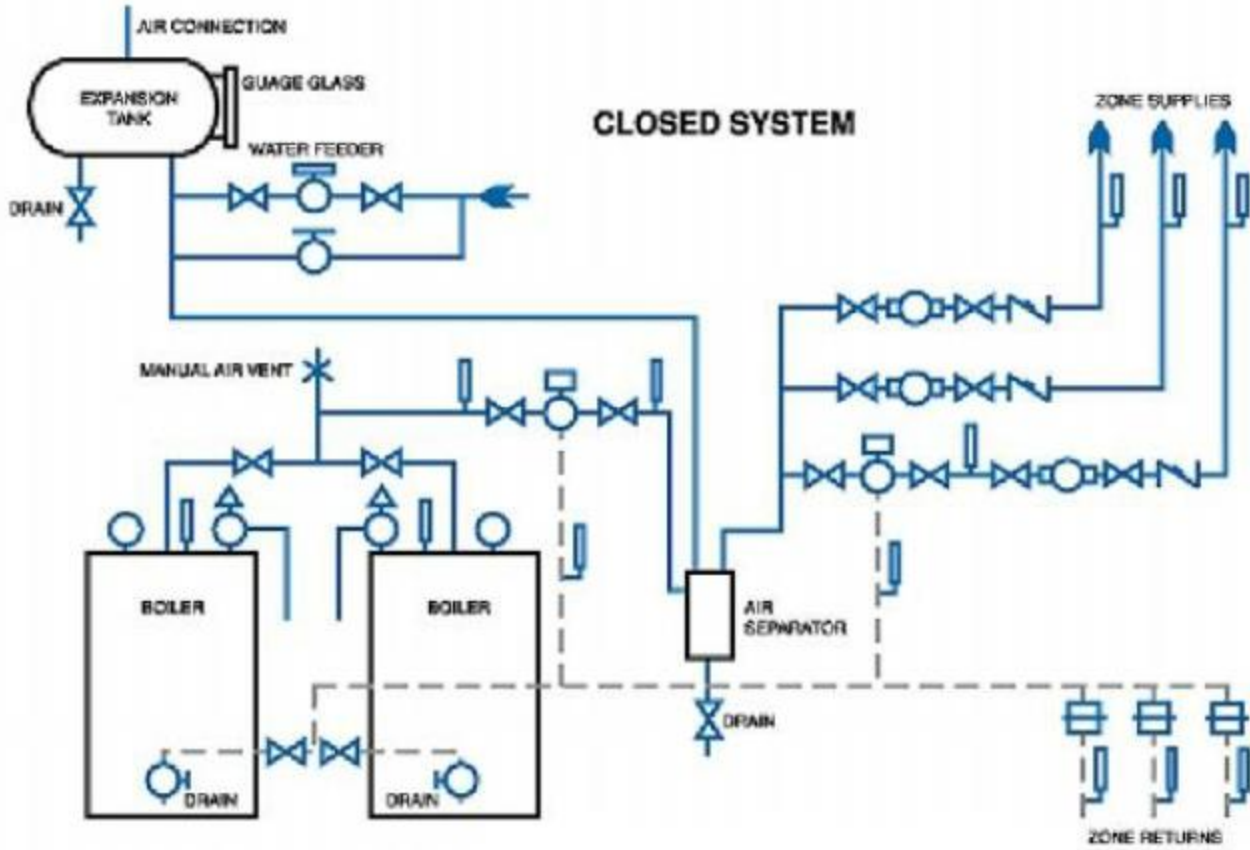 AIR CONNECTION
GUAGE GLASS
EXPANSION
TANK
CLOSED SYSTEM
ZONE SUPPLIES
WATER FEEDER
DRAIN
MANUAL AIR VENT
BOILER
BOILER
AIR
SEPARATOR
DRAIN
DRAIN
DRAIN
ZONE RETURNS